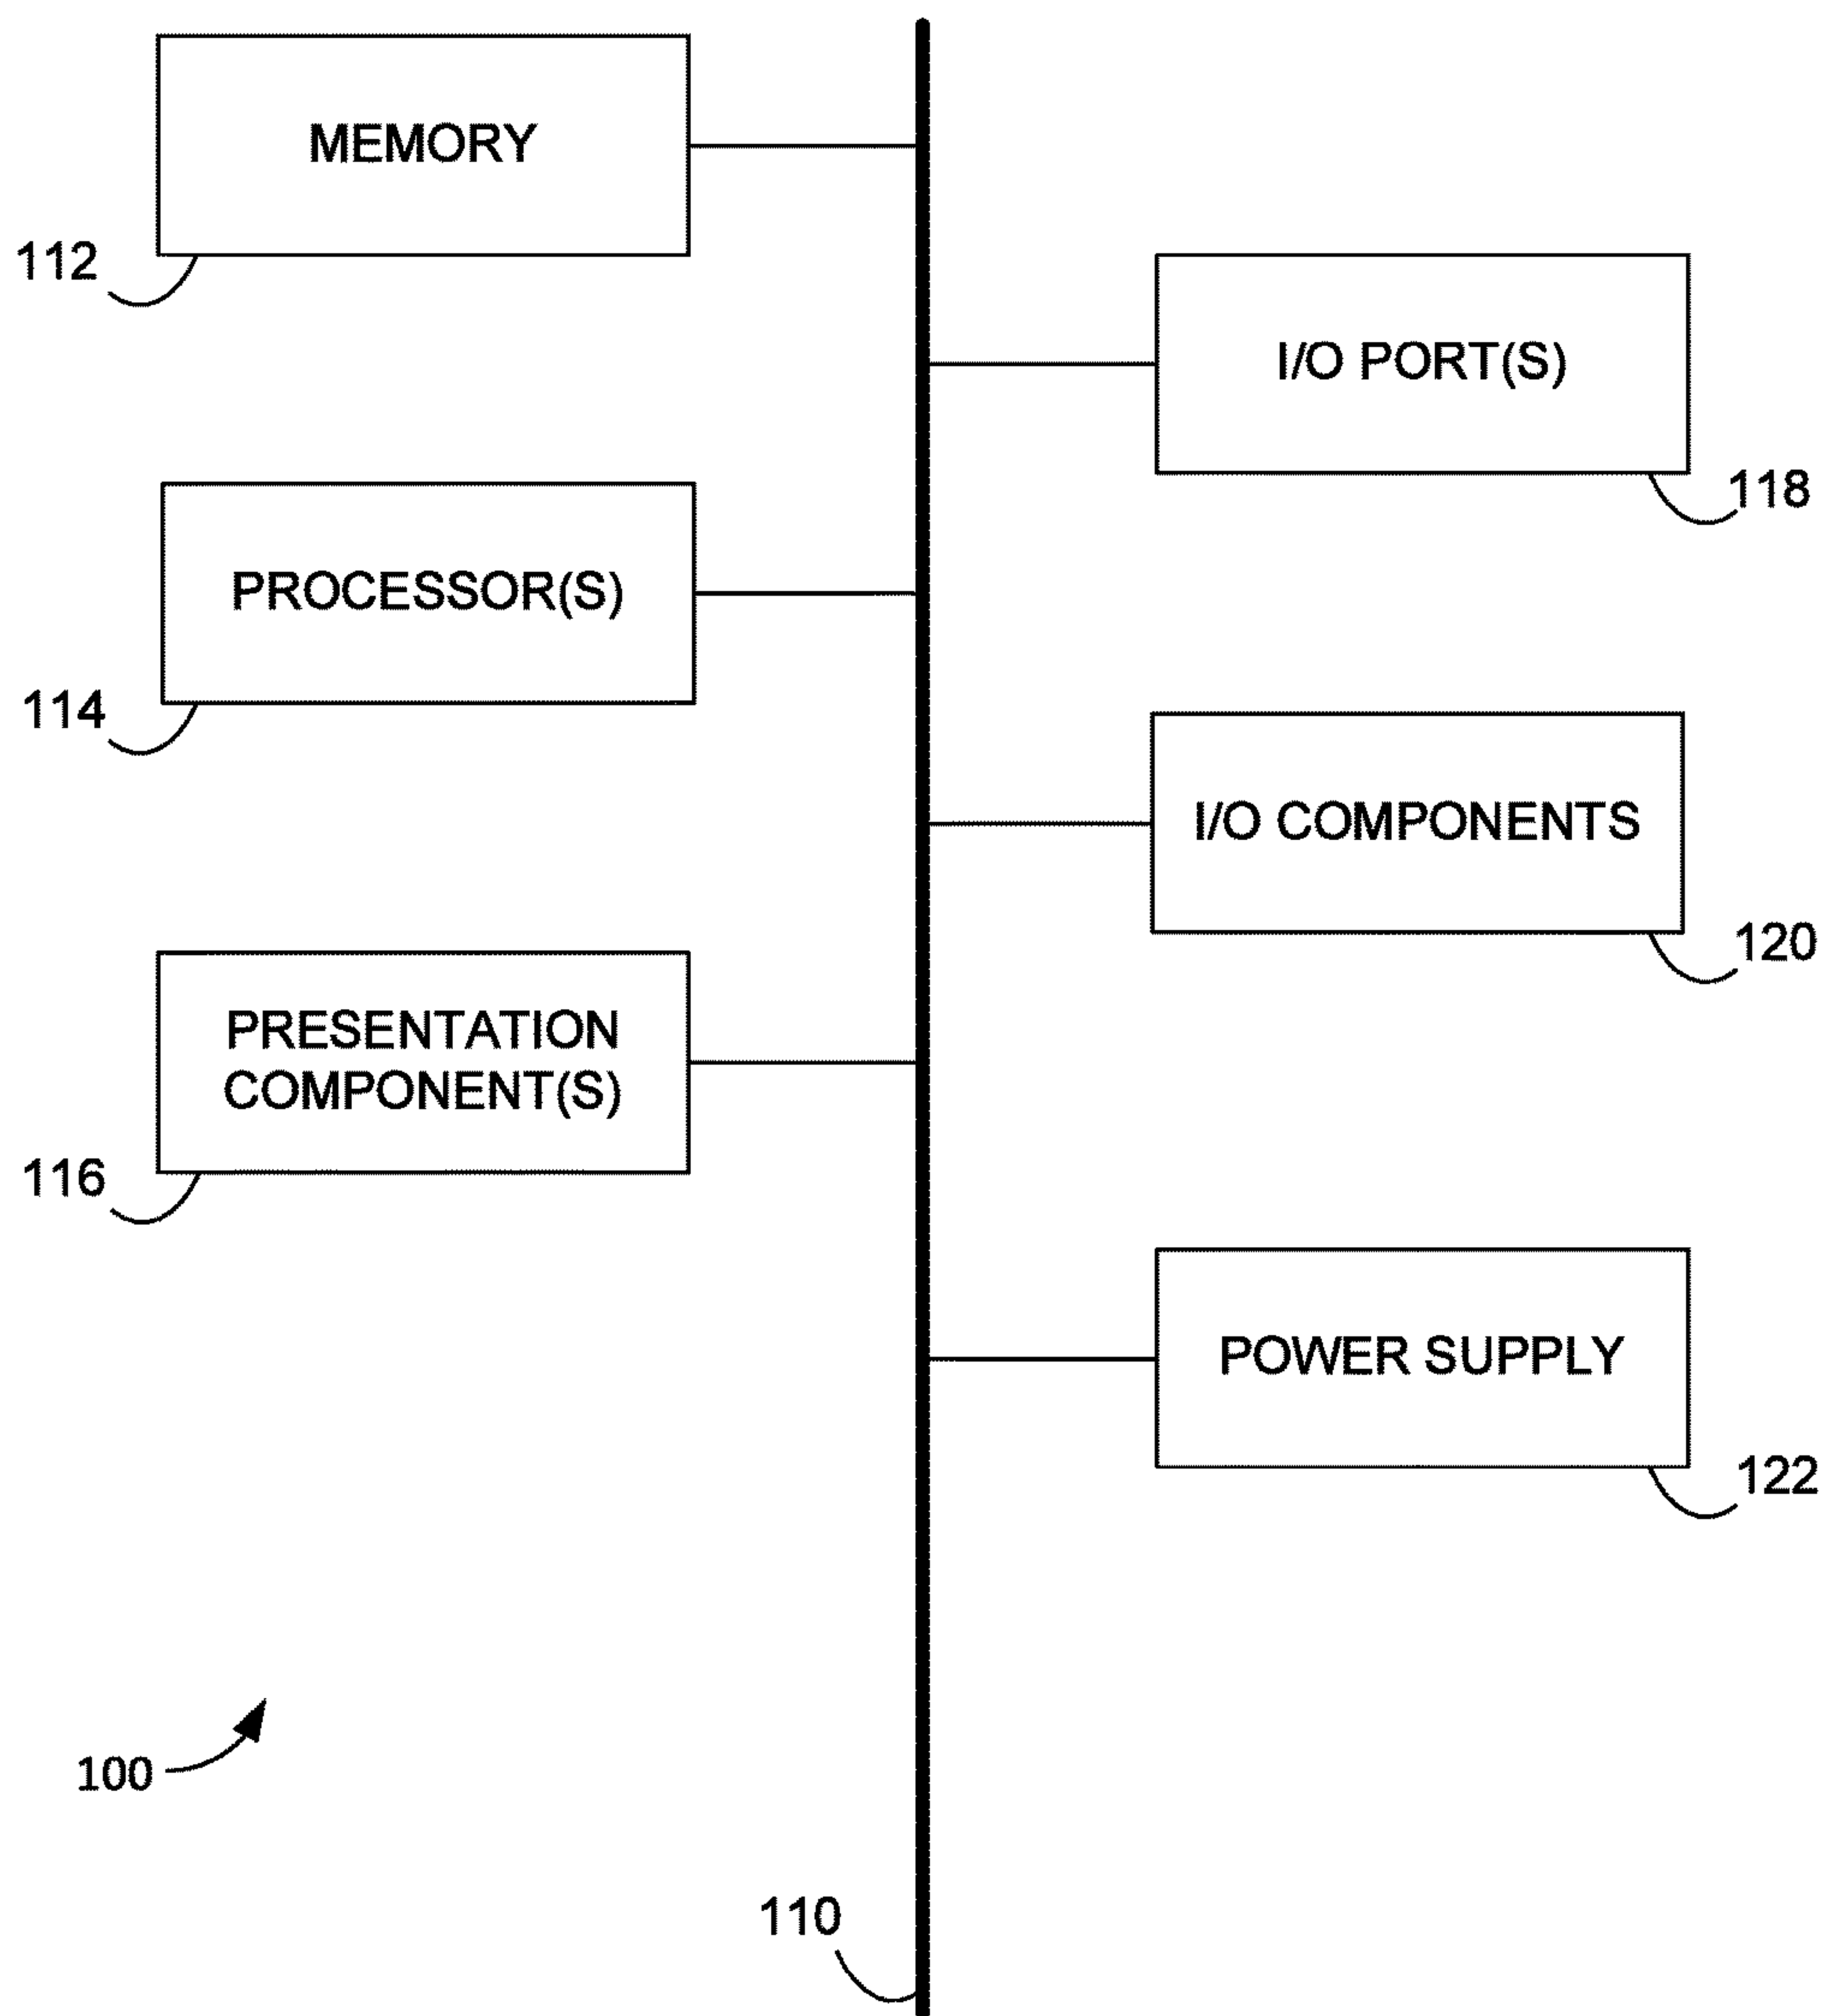 MEMORY
112
I/O PORT(S)
118
PROCESSOR(S)
114
I/O COMPONENTS
120
PRESENTATION
COMPONENT(S)
116
POWER SUPPLY
122
100
110